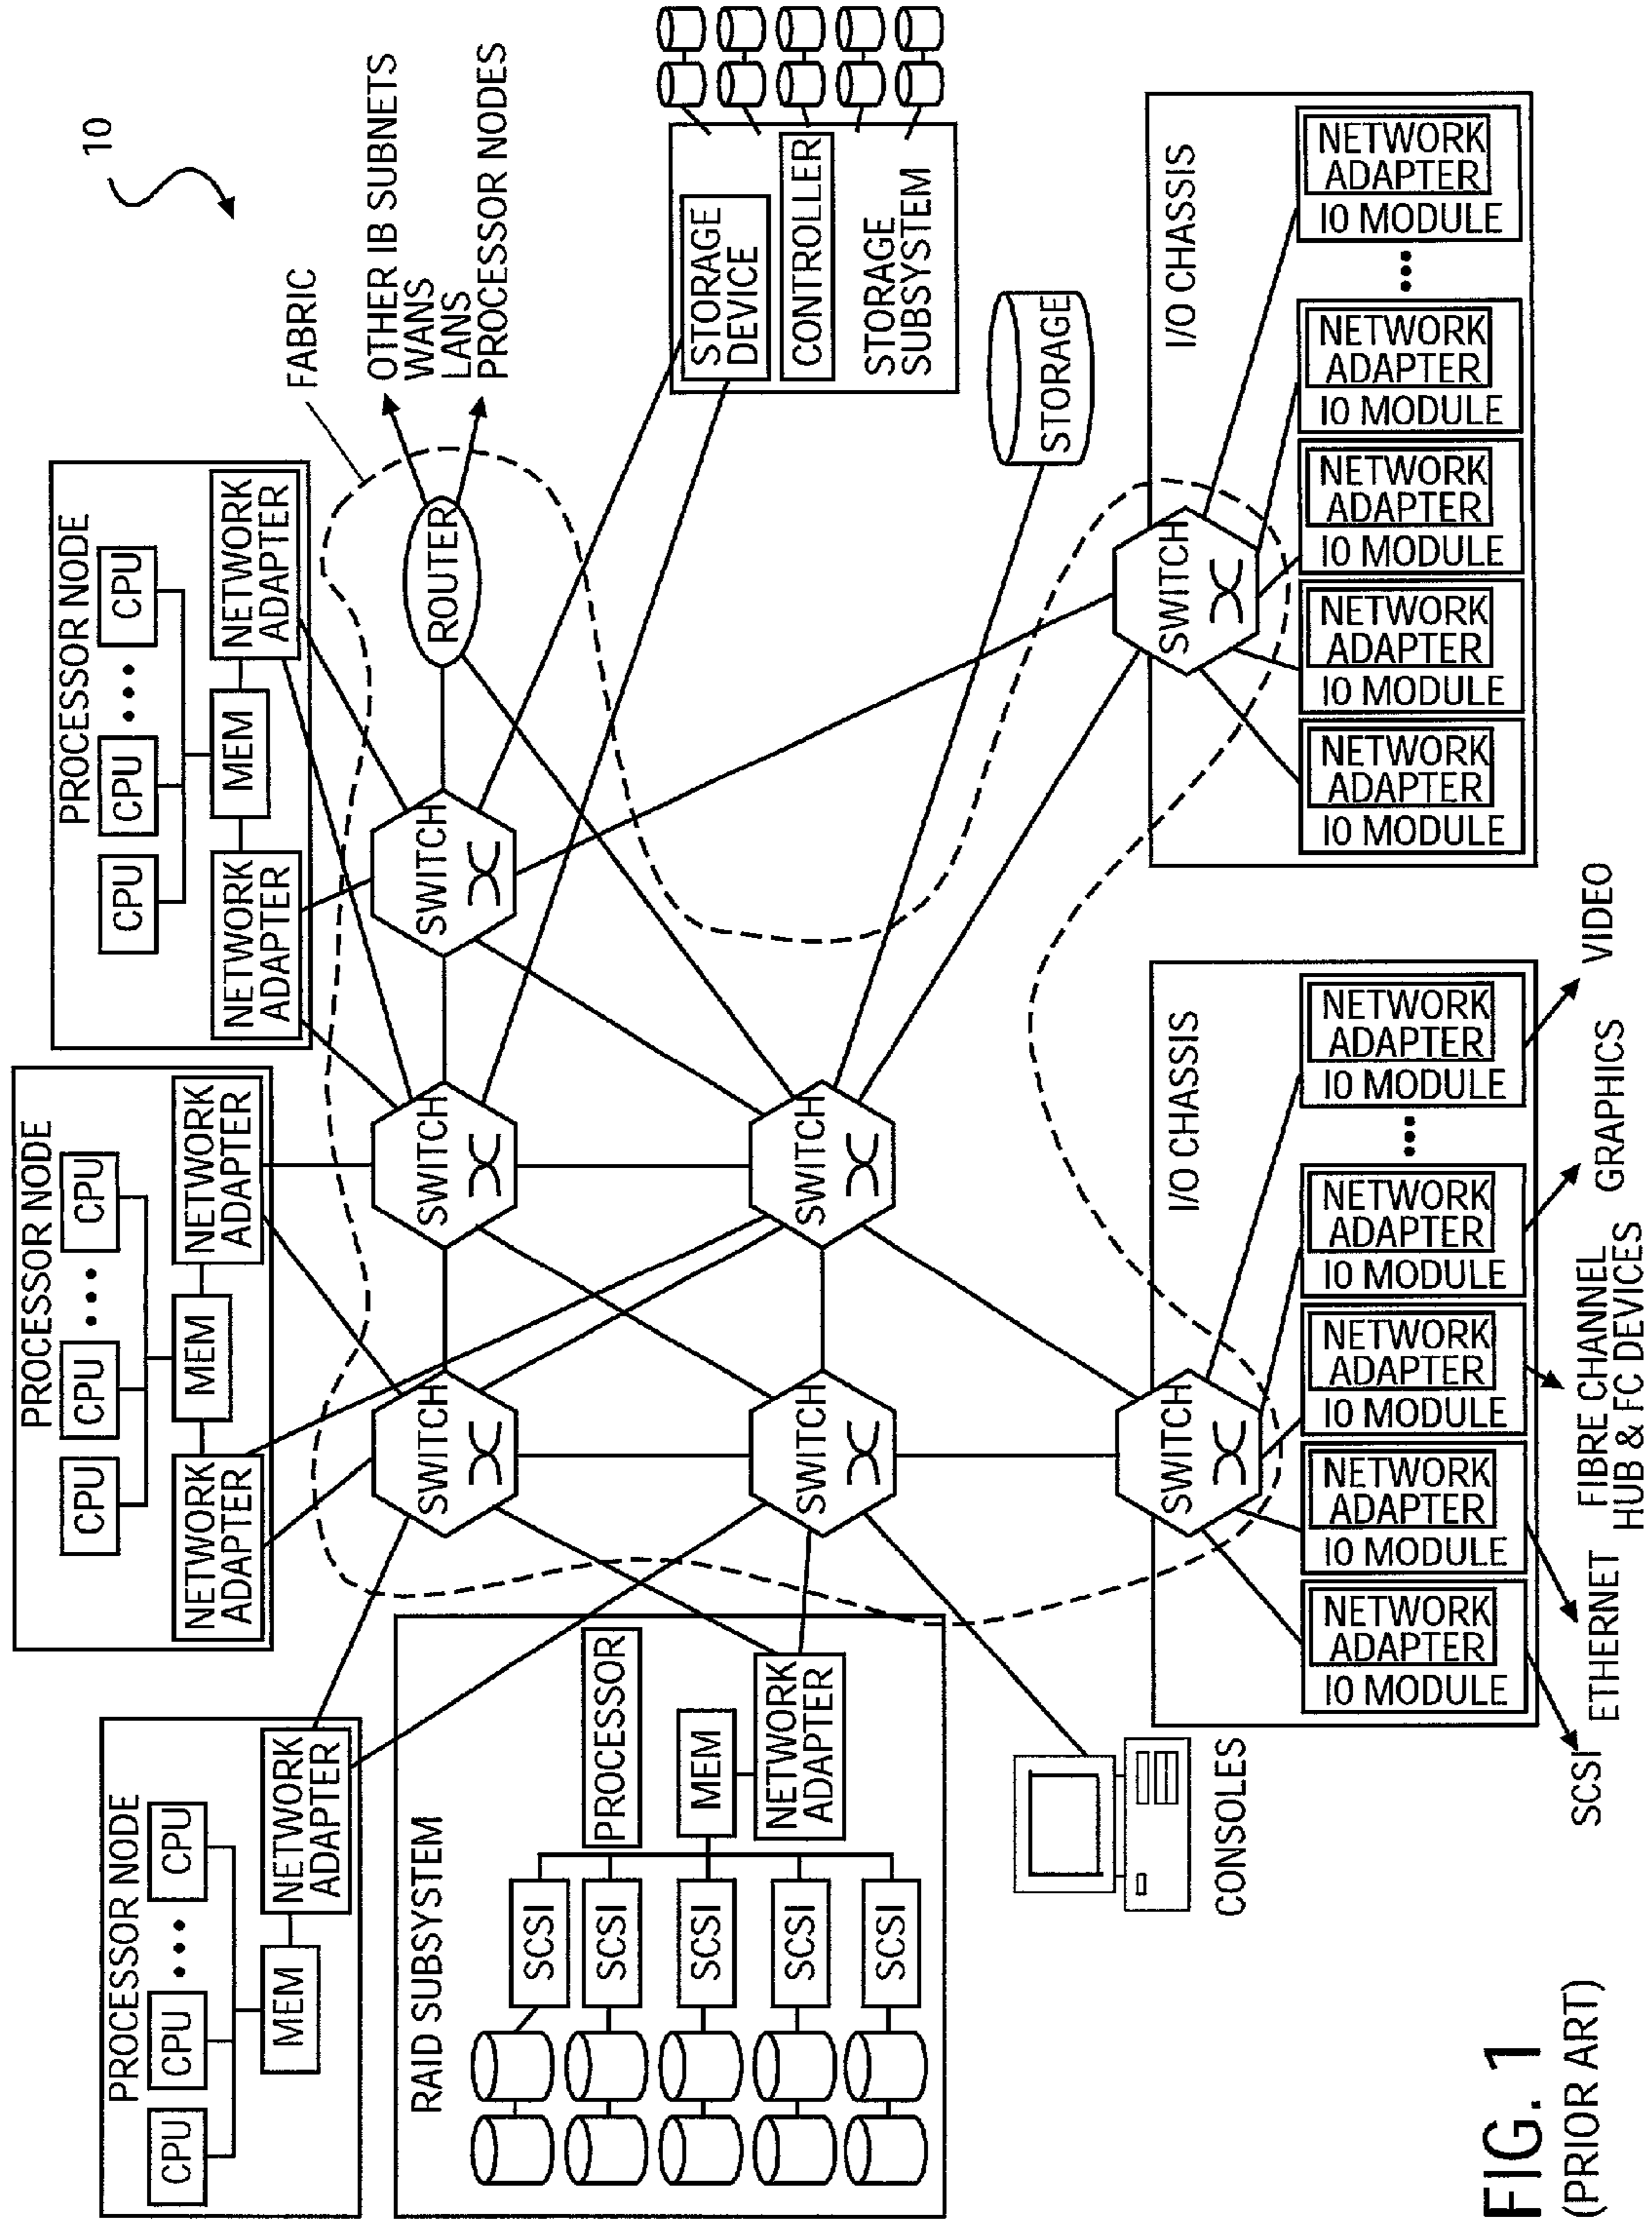 10
FABRIC
OTHER IB SUBNETS
WANS
LANS
PROCESSOR NODES
PROCESSOR NODE
CPU
CPU
CPU
MEM
NETWORK
ADAPTER
PROCESSOR NODE
CPU
CPU
CPU
NETWORK
ADAPTER
MEM
NETWORK
ADAPTER
PROCESSOR NODE
CPU
CPU
CPU
NETWORK
ADAPTER
MEM
NETWORK
ADAPTER
SWITCH
SWITCH
SWITCH
ROUTER
RAID SUBSYSTEM
PROCESSOR
SCSI
SCSI
SCSI
SCSI
SCSI
MEM
NETWORK
ADAPTER
SWITCH
SWITCH
STORAGE
DEVICE
CONTROLLER
STORAGE
SUBSYSTEM
STORAGE
CONSOLES
I/O CHASSIS
SWITCH
NETWORK
ADAPTER
IO MODULE
NETWORK
ADAPTER
IO MODULE
NETWORK
ADAPTER
IO MODULE
NETWORK
ADAPTER
IO MODULE
NETWORK
ADAPTER
IO MODULE
I/O CHASSIS
SWITCH
NETWORK
ADAPTER
IO MODULE
NETWORK
ADAPTER
IO MODULE
NETWORK
ADAPTER
IO MODULE
NETWORK
ADAPTER
IO MODULE
NETWORK
ADAPTER
IO MODULE
SCSI
ETHERNET
FIBRE CHANNEL
HUB & FC DEVICES
GRAPHICS
VIDEO
FIG. 1
(PRIOR ART)